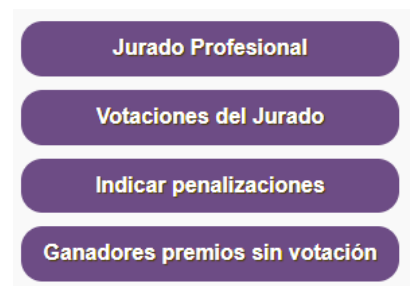 Jurado Profesional
Votaciones del Jurado
Indicar penalizaciones
Ganadores premios sin votación